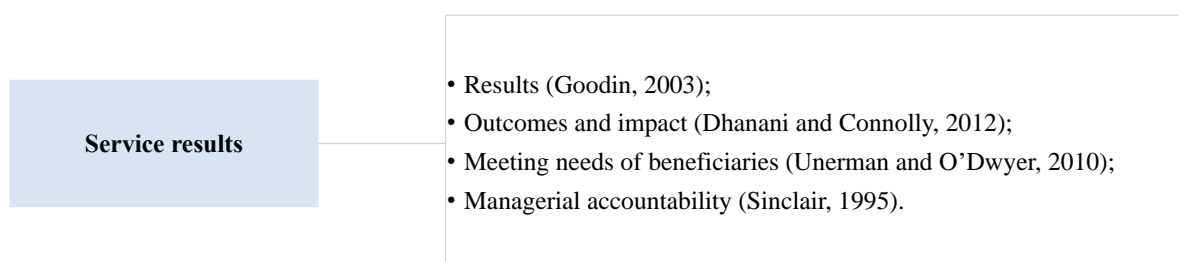 Service results
• Results (Goodin, 2003);
• Outcomes and impact (Dhanani and Connolly, 2012);
• Meeting needs of beneficiaries (Unerman and O’Dwyer, 2010);
• Managerial accountability (Sinclair, 1995).